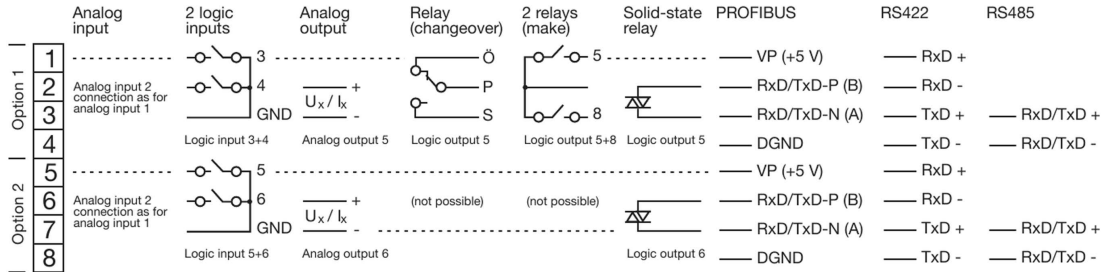 Analog input 2 logic inputs Analog output Relay (changeover) 2 relays (make) Solid-state relay PROFIBUS RS422 RS485
Option 1
1 3 Ö 5 VP (+5 V) RxD +
2 Analog input 2 connection as for analog input 1 4 + P RxD/TxD-P (B) RxD -
Ux / Ix
3 GND - S 8 RxD/TxD-N (A) TxD + RxD/TxD +
4 Logic input 3+4 Analog output 5 Logic output 5 Logic output 5+8 Logic output 5 DGND TxD - RxD/TxD -
Option 2
5 5 VP (+5 V) RxD +
6 Analog input 2 connection as for analog input 1 6 + (not possible) (not possible) RxD/TxD-P (B) RxD -
Ux / Ix
7 GND - RxD/TxD-N (A) TxD + RxD/TxD +
8 Logic input 5+6 Analog output 6 Logic output 6 DGND TxD - RxD/TxD -